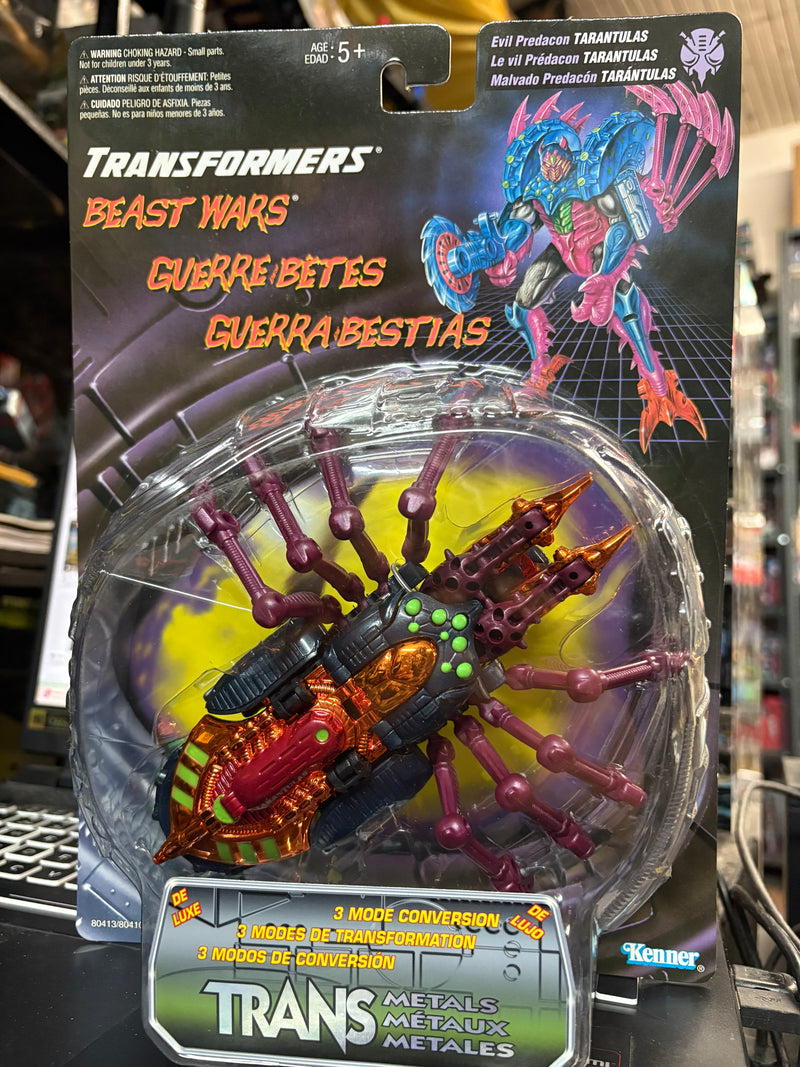 ⚠ WARNING CHOKING HAZARD - Small parts.
Not for children under 3 years.
⚠ ATTENTION RISQUE D'ÉTOUFFEMENT: Petites
pièces. Déconseillé aux enfants de moins de 3 ans.
⚠ CUIDADO PELIGRO DE ASFIXIA. Piezas
pequeñas. No es para niños menores de 3 años.
AGE: 5+
EDAD:
Evil Predacon TARANTULAS
Le vil Prédacon TARANTULAS
Malvado Predacón TARÁNTULAS
TRANSFORMERS®
BEAST WARS®
GUERRE BÊTES
GUERRA BESTIAS
80413/80410
DE LUXE
DE LUJO
3 MODE CONVERSION
3 MODES DE TRANSFORMATION
3 MODOS DE CONVERSIÓN
TRANS METALS
MÉTAUX
METALES
Kenner®